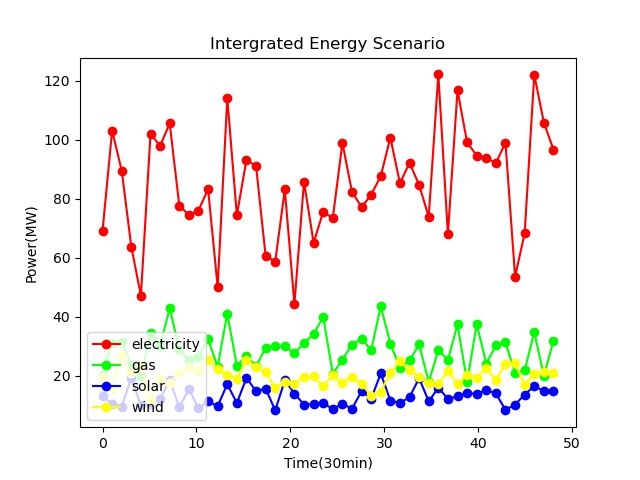 Intergrated Energy Scenario
Power(MW)
120
100
80
60
40
20
electricity
gas
solar
wind
0
10
20
30
40
50
Time(30min)